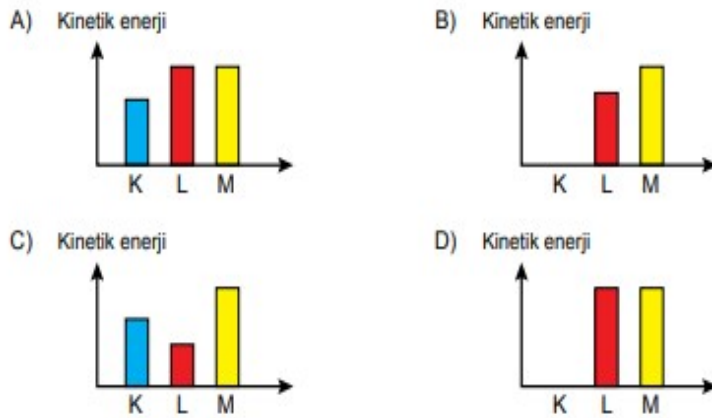 A) Kinetik enerji
K L M
B) Kinetik enerji
K L M
C) Kinetik enerji
K L M
D) Kinetik enerji
K L M